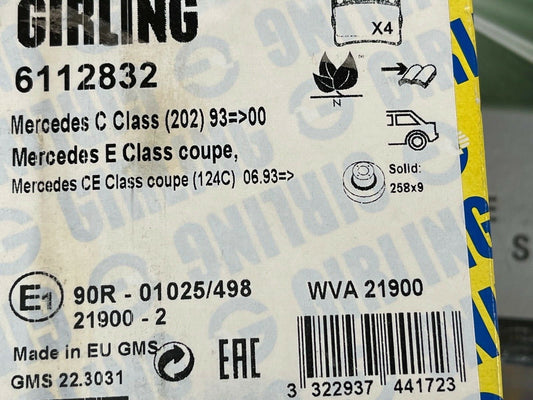 GIRLING
X4
6112832
Mercedes C Class (202) 93=>00
Mercedes E Class coupe,
Mercedes CE Class coupe (124C) 06.93=>
N
Solid:
258x9
E1
90R - 01025/498
21900 - 2
WVA 21900
Made in EU GMS
GMS 22.3031
EAC
3 322937 441723
GIRLING
GIRLING